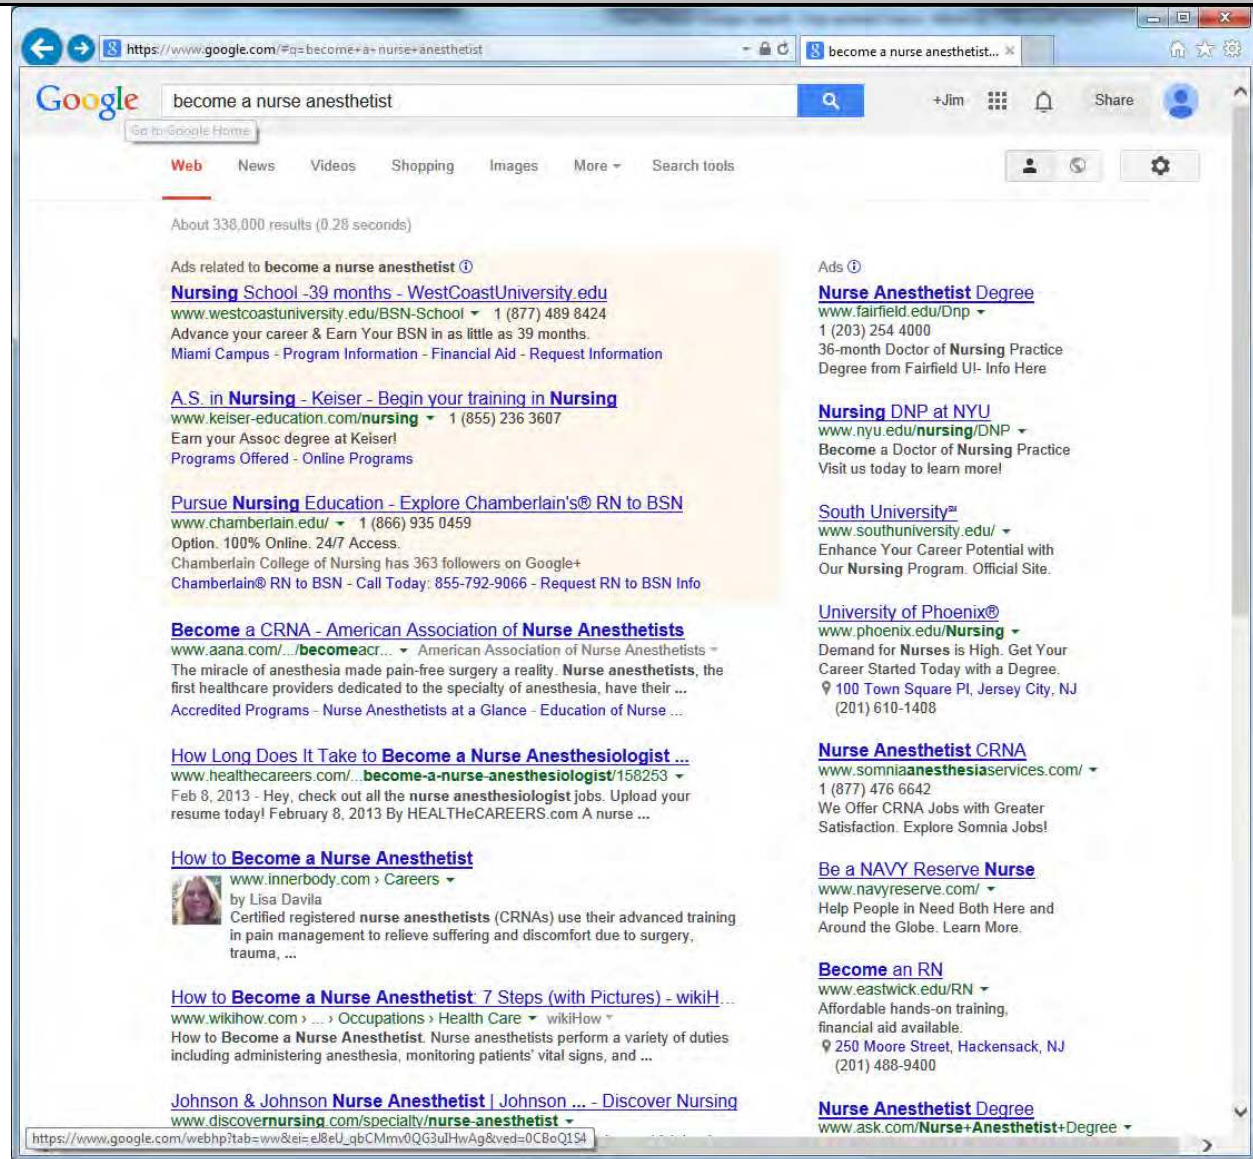 https://www.google.com/#q=become+a+nurse+anesthetist
become a nurse anesthetist...
Google
become a nurse anesthetist
+Jim
Share
Go to Google Home
Web News Videos Shopping Images More Search tools
About 338,000 results (0.28 seconds)
Ads related to become a nurse anesthetist
Nursing School -39 months - WestCoastUniversity.edu
www.westcoastuniversity.edu/BSN-School 1 (877) 489 8424
Advance your career & Earn Your BSN in as little as 39 months.
Miami Campus - Program Information - Financial Aid - Request Information
A.S. in Nursing - Keiser - Begin your training in Nursing
www.keiser-education.com/nursing 1 (855) 236 3607
Earn your Assoc degree at Keiser!
Programs Offered - Online Programs
Pursue Nursing Education - Explore Chamberlain's® RN to BSN
www.chamberlain.edu/ 1 (866) 935 0459
Option. 100% Online. 24/7 Access.
Chamberlain College of Nursing has 363 followers on Google+
Chamberlain® RN to BSN - Call Today: 855-792-9066 - Request RN to BSN Info
Become a CRNA - American Association of Nurse Anesthetists
www.aana.com/.../becomeacr... American Association of Nurse Anesthetists
The miracle of anesthesia made pain-free surgery a reality. Nurse anesthetists, the
first healthcare providers dedicated to the specialty of anesthesia, have their ...
Accredited Programs - Nurse Anesthetists at a Glance - Education of Nurse ...
How Long Does It Take to Become a Nurse Anesthesiologist ...
www.healthecareers.com/...become-a-nurse-anesthesiologist/158253
Feb 8, 2013 - Hey, check out all the nurse anesthesiologist jobs. Upload your
resume today! February 8, 2013 By HEALTHeCAREERS.com A nurse ...
How to Become a Nurse Anesthetist
www.innerbody.com › Careers
by Lisa Davila
Certified registered nurse anesthetists (CRNAs) use their advanced training
in pain management to relieve suffering and discomfort due to surgery,
trauma, ...
How to Become a Nurse Anesthetist: 7 Steps (with Pictures) - wikiH...
www.wikihow.com › ... › Occupations › Health Care wikiHow
How to Become a Nurse Anesthetist. Nurse anesthetists perform a variety of duties
including administering anesthesia, monitoring patients' vital signs, and ...
Johnson & Johnson Nurse Anesthetist | Johnson ... - Discover Nursing
www.discovernursing.com/specialty/nurse-anesthetist
Ads
Nurse Anesthetist Degree
www.fairfield.edu/Dnp
1 (203) 254 4000
36-month Doctor of Nursing Practice
Degree from Fairfield U!- Info Here
Nursing DNP at NYU
www.nyu.edu/nursing/DNP
Become a Doctor of Nursing Practice
Visit us today to learn more!
South University℠
www.southuniversity.edu/
Enhance Your Career Potential with
Our Nursing Program. Official Site.
University of Phoenix®
www.phoenix.edu/Nursing
Demand for Nurses is High. Get Your
Career Started Today with a Degree.
100 Town Square Pl, Jersey City, NJ
(201) 610-1408
Nurse Anesthetist CRNA
www.somniaanesthesiaservices.com/
1 (877) 476 6642
We Offer CRNA Jobs with Greater
Satisfaction. Explore Somnia Jobs!
Be a NAVY Reserve Nurse
www.navyreserve.com/
Help People in Need Both Here and
Around the Globe. Learn More.
Become an RN
www.eastwick.edu/RN
Affordable hands-on training,
financial aid available.
250 Moore Street, Hackensack, NJ
(201) 488-9400
Nurse Anesthetist Degree
www.ask.com/Nurse+Anesthetist+Degree